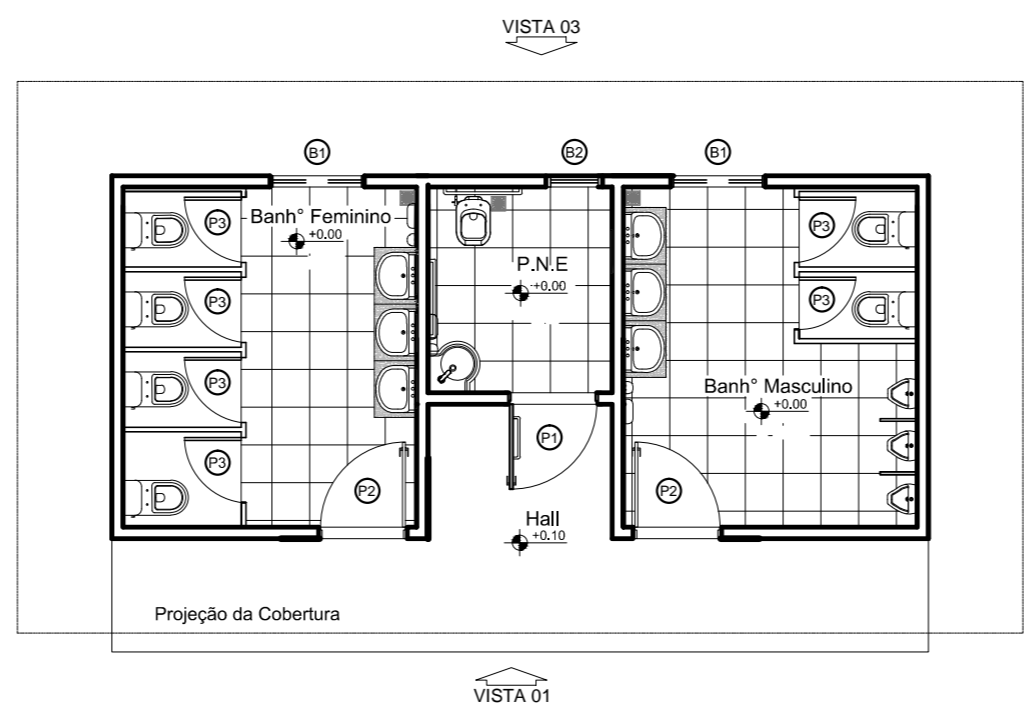 VISTA 03
B1
B2
B1
P3
Banh° Feminino
+0.00
P3
P.N.E
+0.00
P3
P3
P3
Banh° Masculino
+0.00
P3
P1
P3
P2
P2
Hall
+0.10
Projeção da Cobertura
VISTA 01